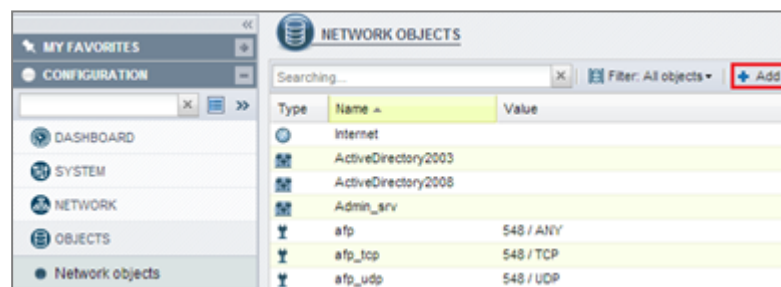 MY FAVORITES
CONFIGURATION
DASHBOARD
SYSTEM
NETWORK
OBJECTS
Network objects
NETWORK OBJECTS
Searching...
Filter: All objects
Add
Type Name Value
Internet
ActiveDirectory2003
ActiveDirectory2008
Admin_srv
afp 548 / ANY
afp_tcp 548 / TCP
afp_udp 548 / UDP